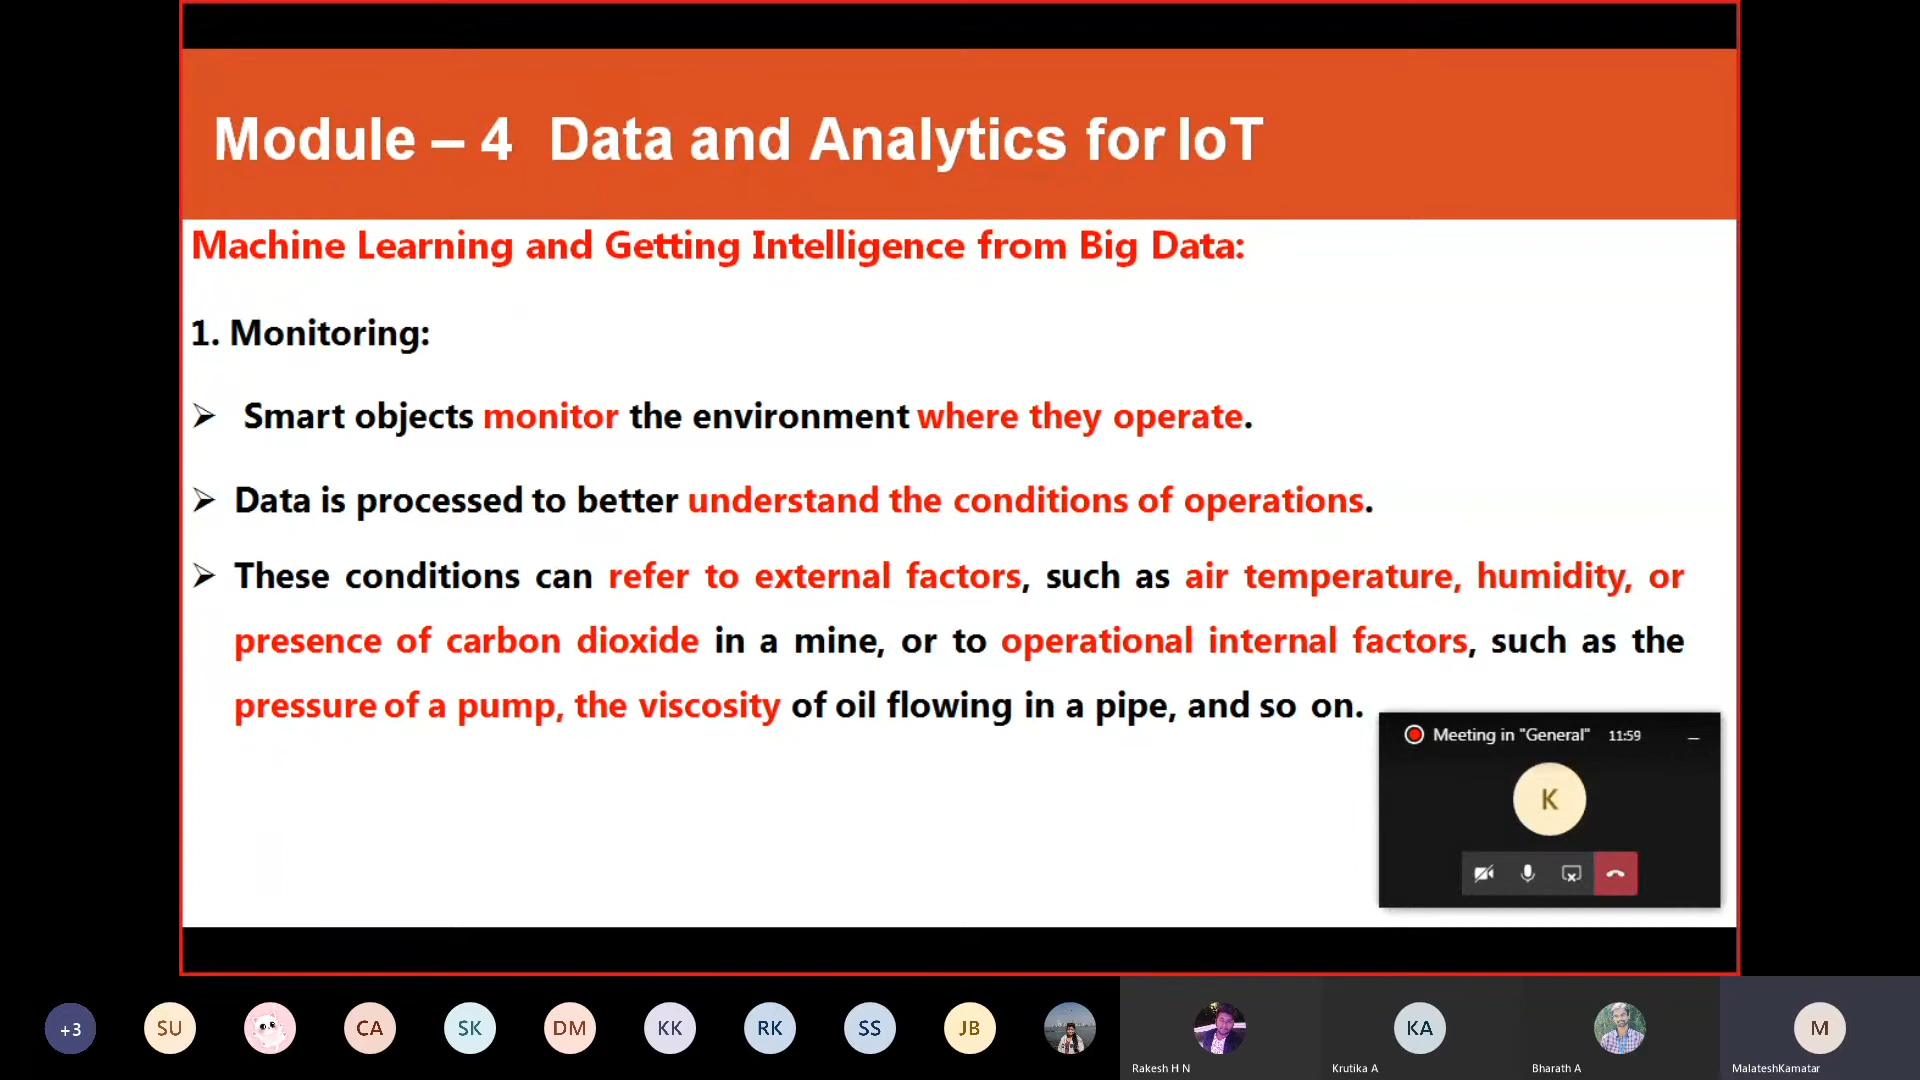 Module – 4 Data and Analytics for IoT
Machine Learning and Getting Intelligence from Big Data:
1. Monitoring:
➢ Smart objects monitor the environment where they operate.
➢ Data is processed to better understand the conditions of operations.
➢ These conditions can refer to external factors, such as air temperature, humidity, or
presence of carbon dioxide in a mine, or to operational internal factors, such as the
pressure of a pump, the viscosity of oil flowing in a pipe, and so on.
Meeting in "General" 11:59
K
+3 SU CA SK DM KK RK SS JB KA M
Rakesh H N Krutika A Bharath A MalateshKamatar